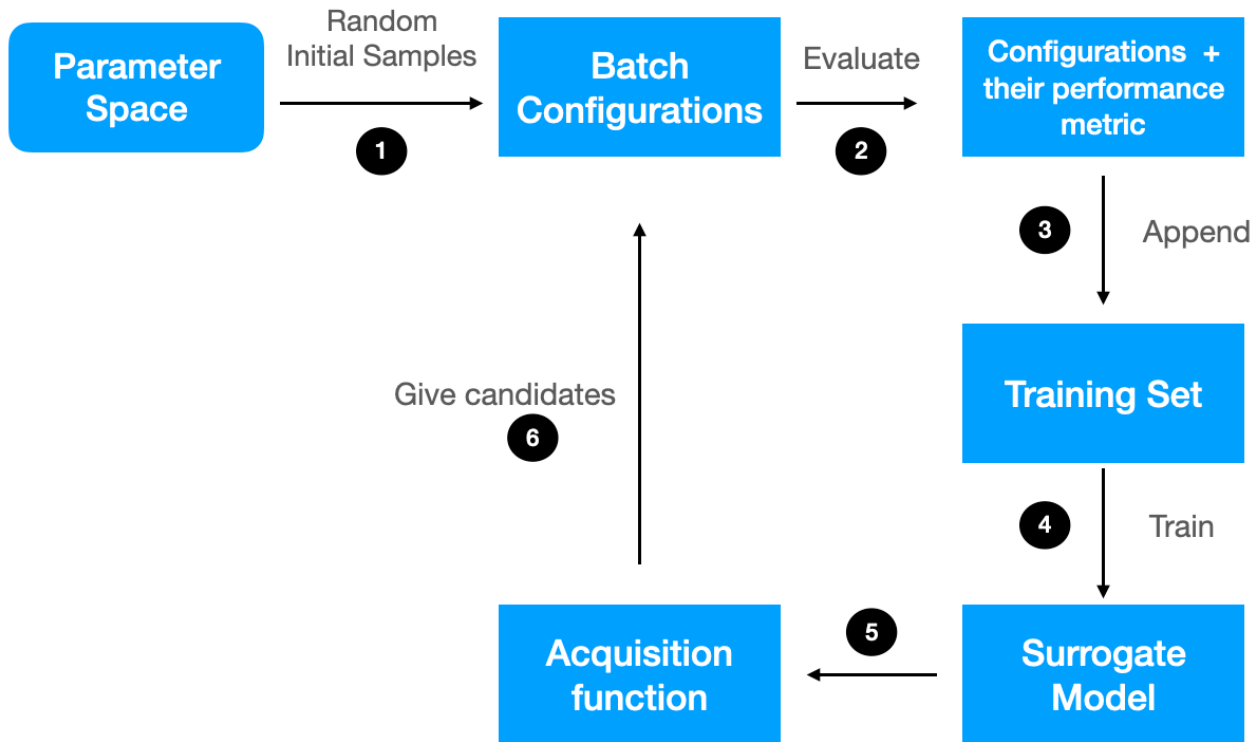 Parameter
Space
Random
Initial Samples
1
Batch
Configurations
Evaluate
2
Configurations +
their performance
metric
3
Append
Training Set
4
Train
Surrogate
Model
5
Acquisition
function
Give candidates
6